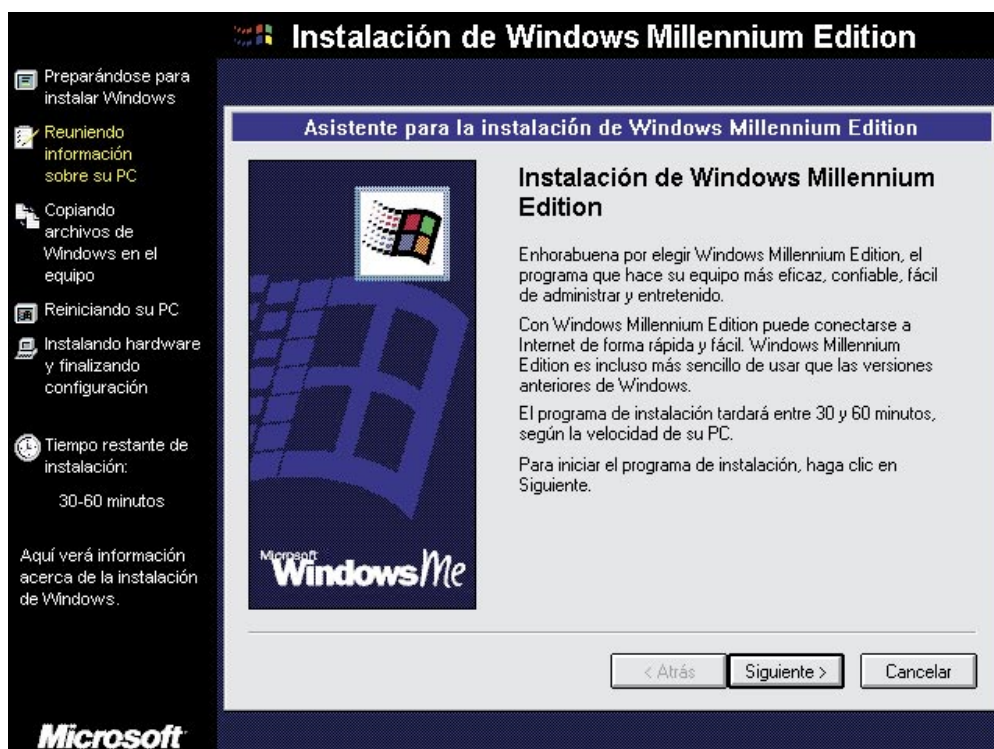 Instalación de Windows Millennium Edition
Preparándose para
instalar Windows
Reuniendo
información
sobre su PC
Copiando
archivos de
Windows en el
equipo
Reiniciando su PC
Instalando hardware
y finalizando
configuración
Tiempo restante de
instalación:
30-60 minutos
Aquí verá información
acerca de la instalación
de Windows.
Microsoft
Asistente para la instalación de Windows Millennium Edition
Microsoft
Windows Me
Instalación de Windows Millennium
Edition
Enhorabuena por elegir Windows Millennium Edition, el
programa que hace su equipo más eficaz, confiable, fácil
de administrar y entretenido.
Con Windows Millennium Edition puede conectarse a
Internet de forma rápida y fácil. Windows Millennium
Edition es incluso más sencillo de usar que las versiones
anteriores de Windows.
El programa de instalación tardará entre 30 y 60 minutos,
según la velocidad de su PC.
Para iniciar el programa de instalación, haga clic en
Siguiente.
< Atrás
Siguiente >
Cancelar